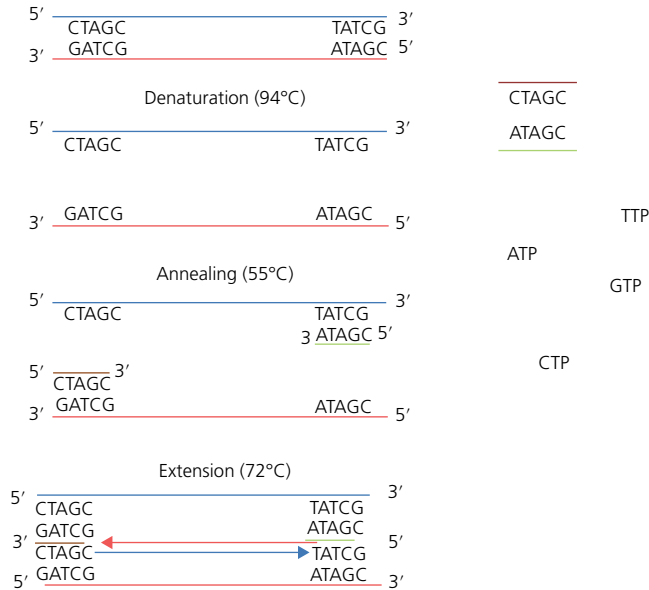 5′ 3′
CTAGC TATCG
3′ GATCG ATAGC 5′
Denaturation (94°C)
CTAGC
5′ 3′
CTAGC TATCG
ATAGC
3′ GATCG ATAGC 5′
TTP
ATP
Annealing (55°C)
GTP
5′ 3′
CTAGC TATCG
3 ATAGC 5′
CTP
5′ 3′
CTAGC
3′ GATCG ATAGC 5′
Extension (72°C)
5′ 3′
CTAGC TATCG
GATCG ATAGC
3′ 5′
CTAGC TATCG
5′ GATCG ATAGC 3′